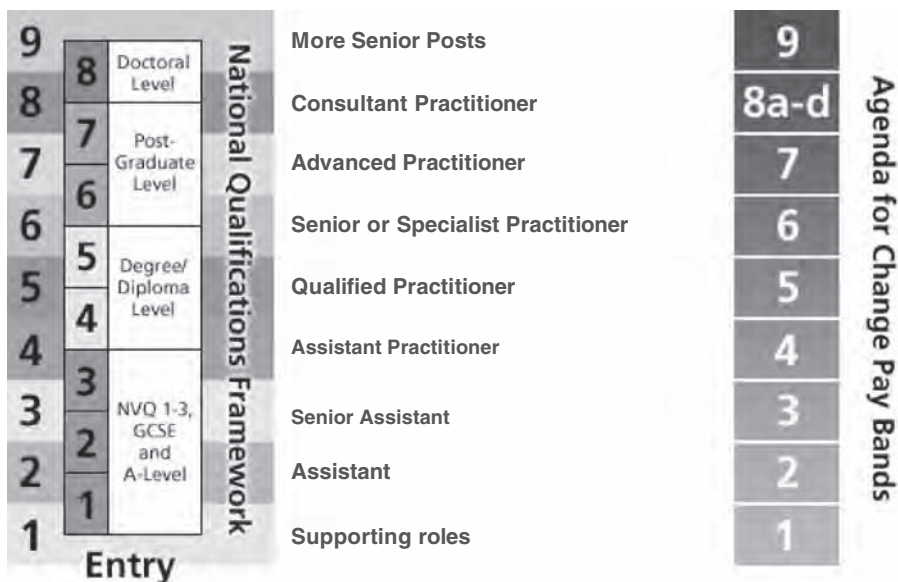 9
8
7
6
5
4
3
2
1
8
7
6
5
4
3
2
1
Doctoral
Level
Post-
Graduate
Level
Degree/
Diploma
Level
NVQ 1-3,
GCSE
and
A-Level
Entry
National Qualifications Framework
More Senior Posts
Consultant Practitioner
Advanced Practitioner
Senior or Specialist Practitioner
Qualified Practitioner
Assistant Practitioner
Senior Assistant
Assistant
Supporting roles
9
8a-d
7
6
5
4
3
2
1
Agenda for Change Pay Bands